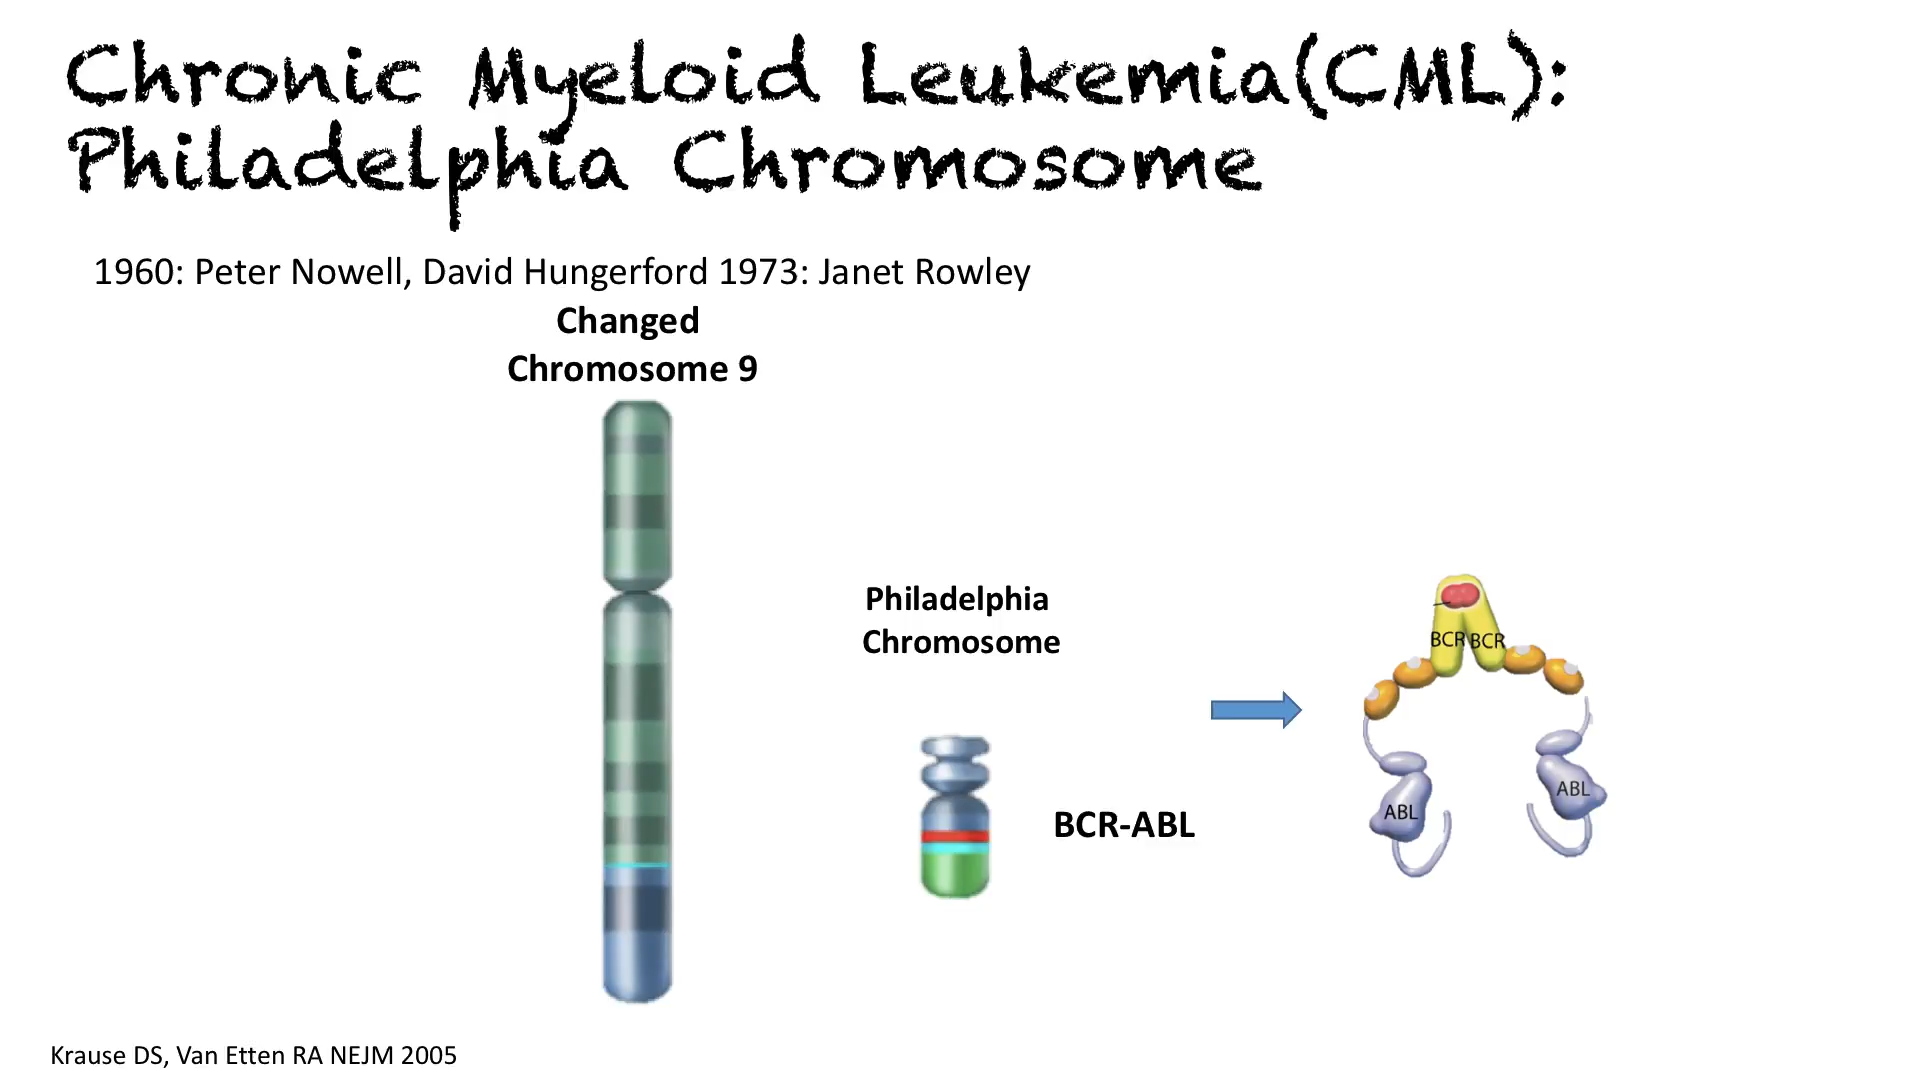 Chronic Myeloid Leukemia(CML):
Philadelphia Chromosome
1960: Peter Nowell, David Hungerford 1973: Janet Rowley
Changed
Chromosome 9
Philadelphia
Chromosome
BCR-ABL
BCR BCR
ABL
ABL
Krause DS, Van Etten RA NEJM 2005